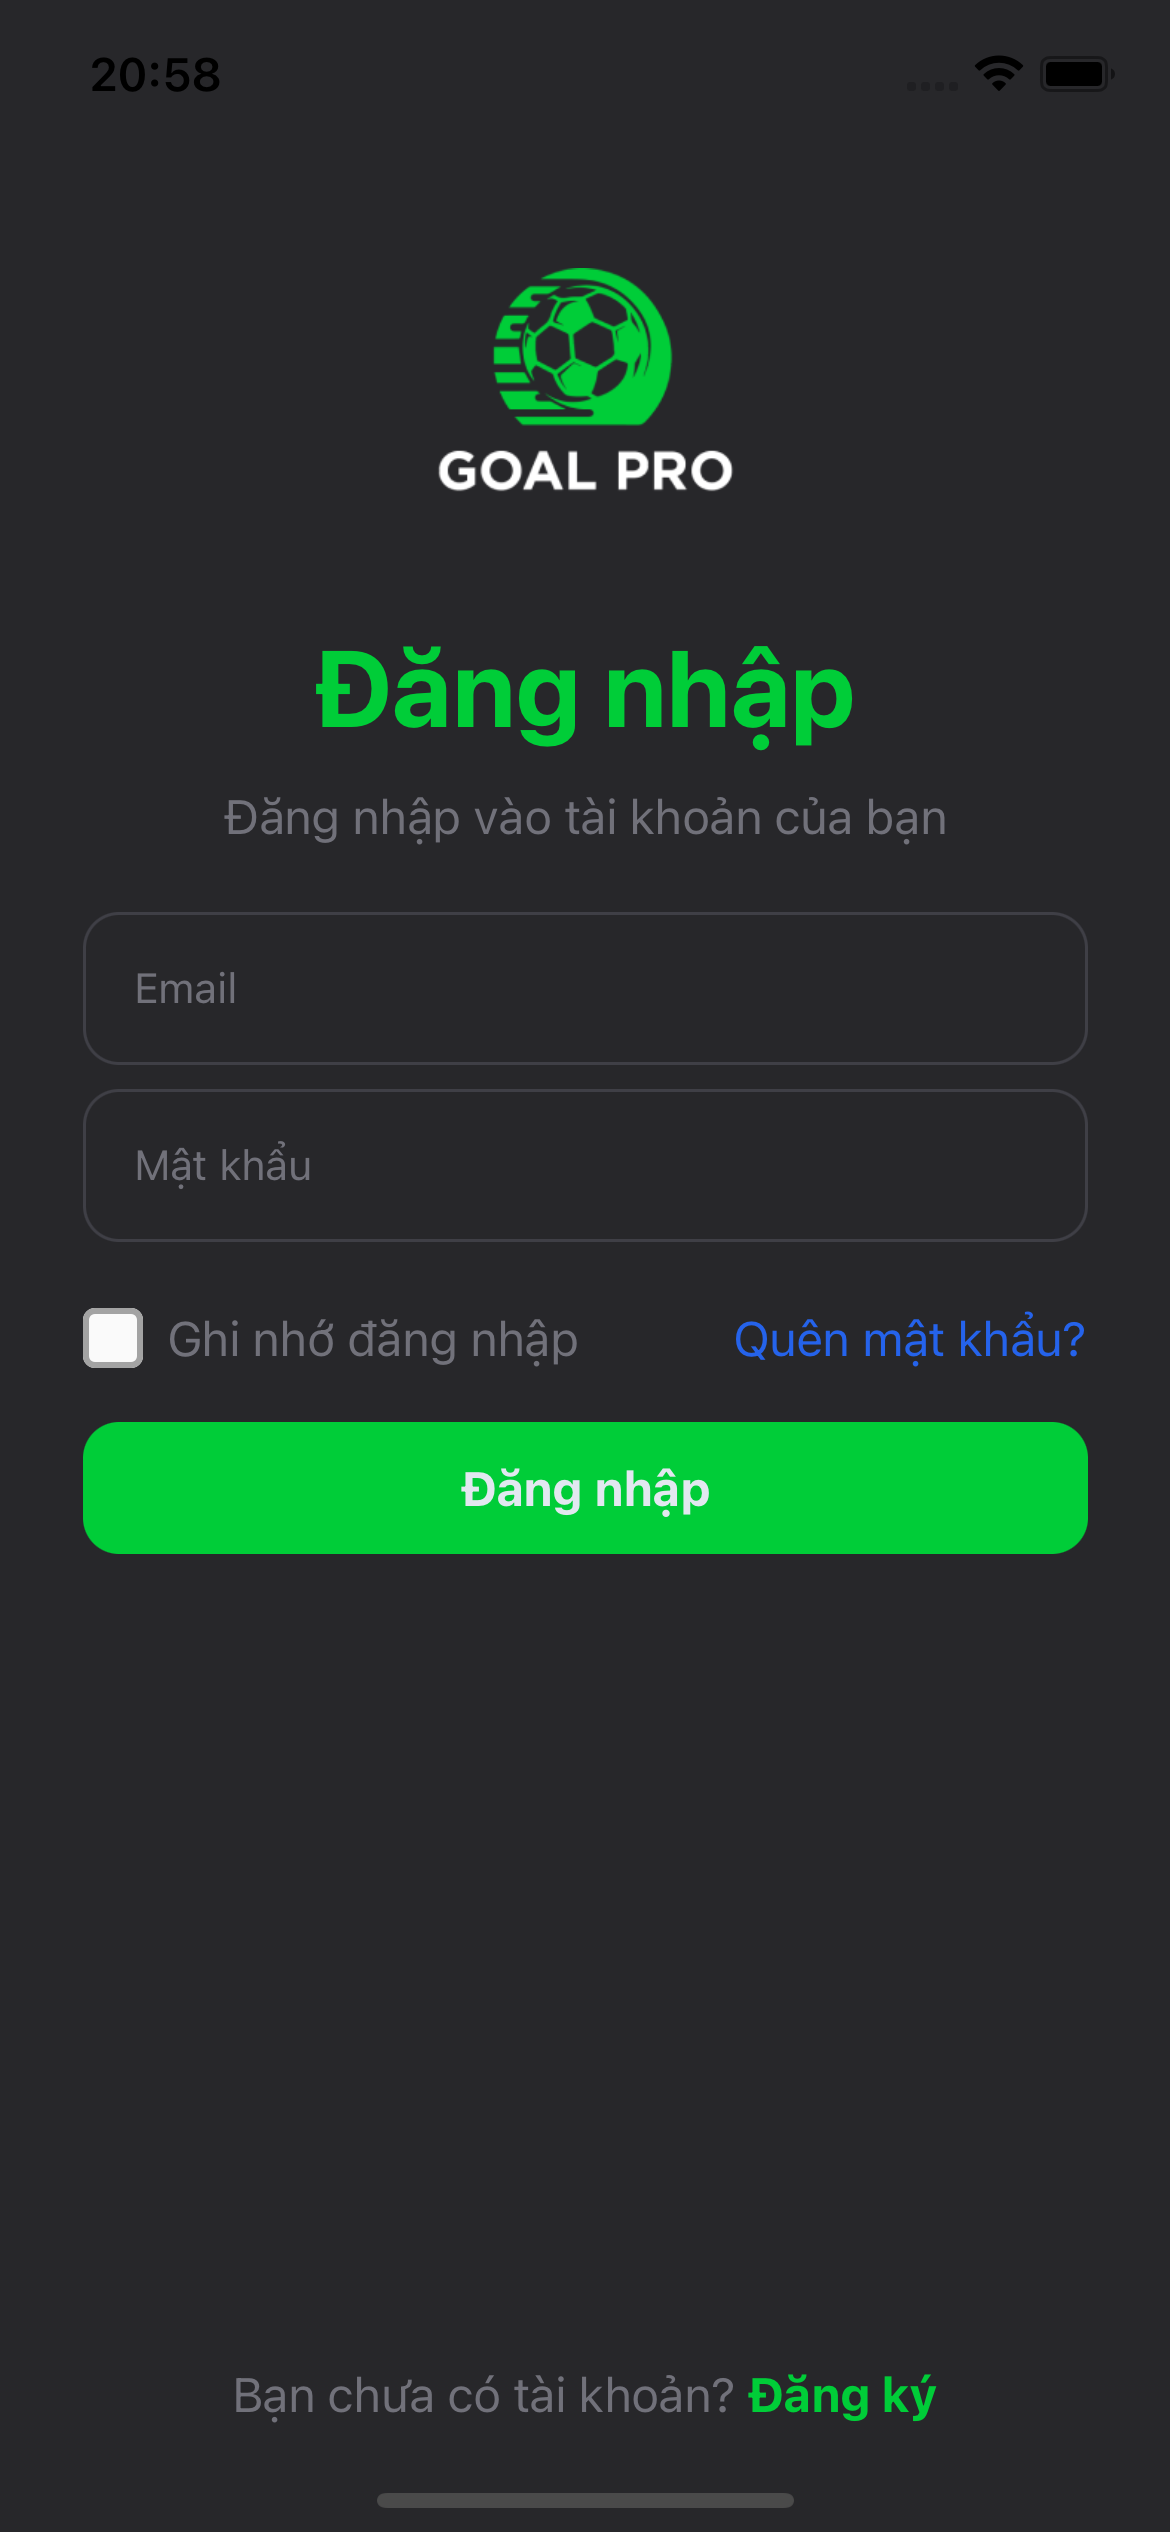 20:58
GOAL PRO
Đăng nhập
Đăng nhập vào tài khoản của bạn
Email
Mật khẩu
Ghi nhớ đăng nhập Quên mật khẩu?
Đăng nhập
Bạn chưa có tài khoản? Đăng ký